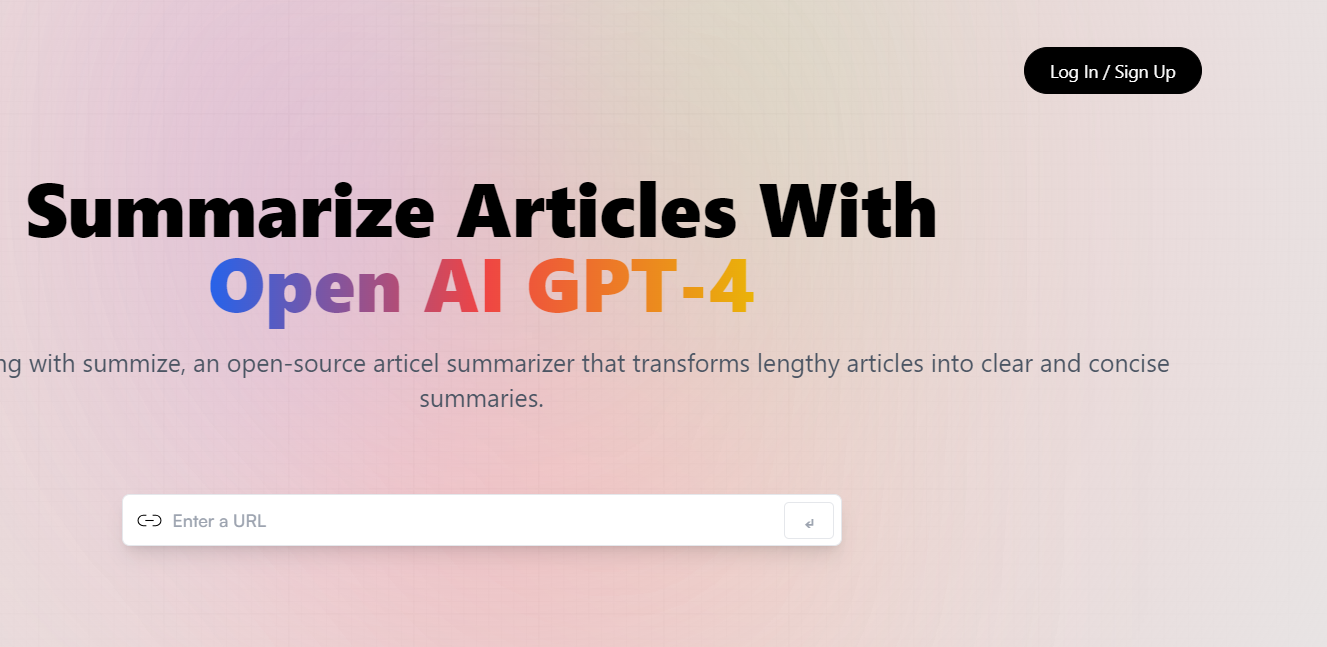 Log In / Sign Up
Summarize Articles With
Open AI GPT-4
with summize, an open-source articel summarizer that transforms lengthy articles into clear and concise
summaries.
Enter a URL